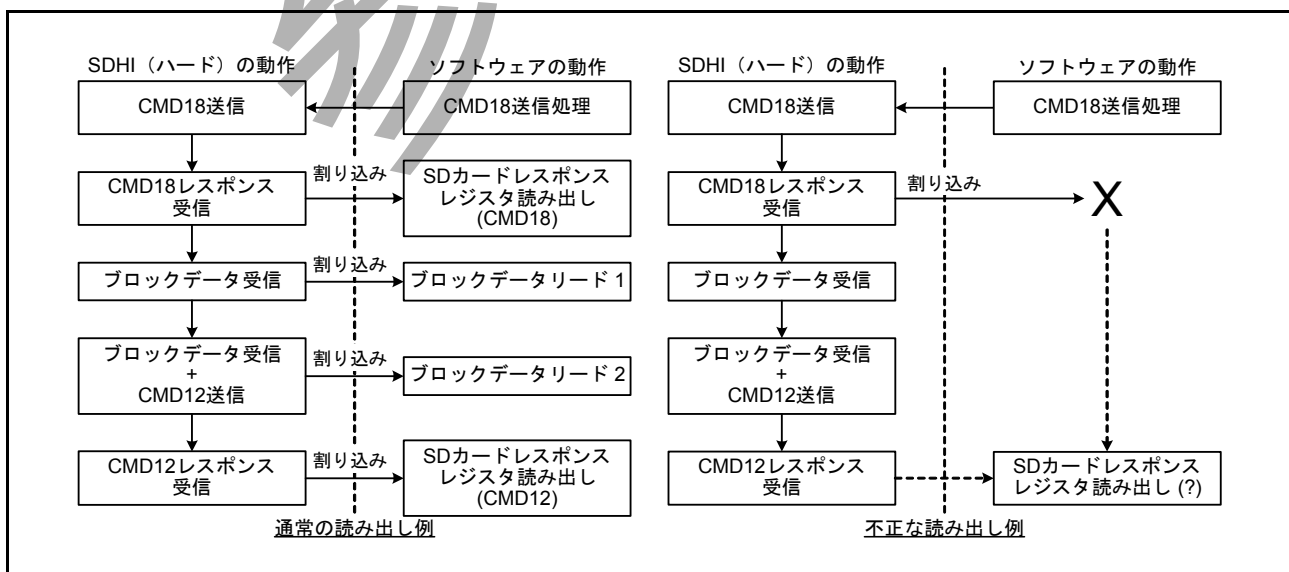 SDHI（ハード）の動作
ソフトウェアの動作
CMD18送信
CMD18送信処理
CMD18レスポンス
受信
割り込み
SDカードレスポンス
レジスタ読み出し
(CMD18)
ブロックデータ受信
割り込み
ブロックデータリード 1
ブロックデータ受信
+
CMD12送信
割り込み
ブロックデータリード 2
CMD12レスポンス
受信
割り込み
SDカードレスポンス
レジスタ読み出し
(CMD12)
通常の読み出し例
SDHI（ハード）の動作
ソフトウェアの動作
CMD18送信
CMD18送信処理
CMD18レスポンス
受信
割り込み
X
ブロックデータ受信
ブロックデータ受信
+
CMD12送信
CMD12レスポンス
受信
SDカードレスポンス
レジスタ読み出し (?)
不正な読み出し例